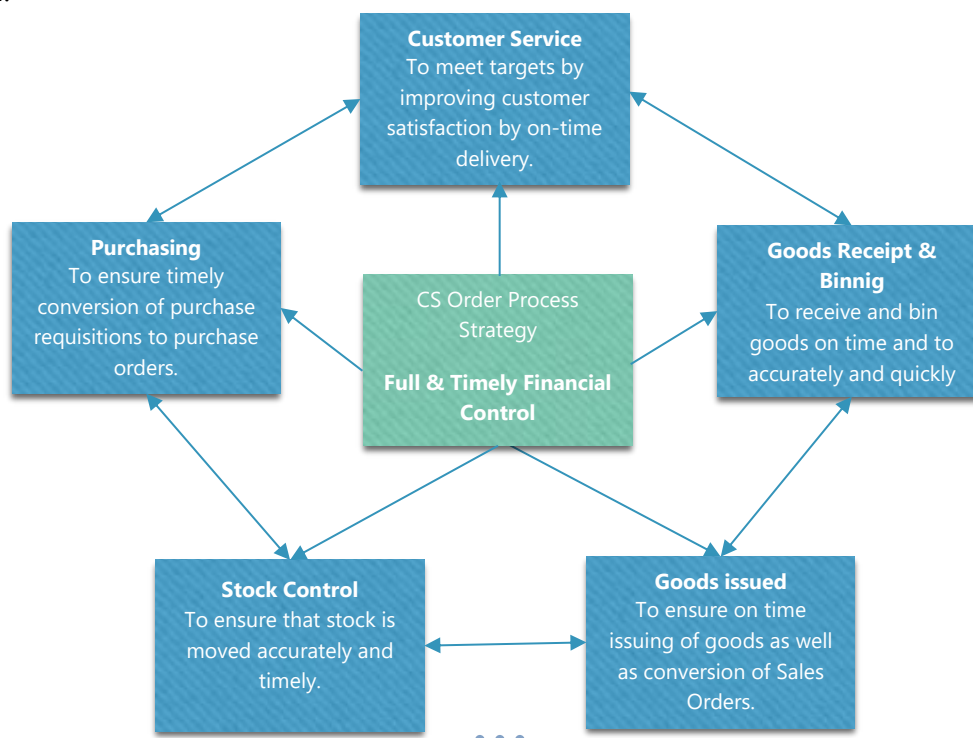 Customer Service
To meet targets by
improving customer
satisfaction by on-time
delivery.
Purchasing
To ensure timely
conversion of purchase
requisitions to purchase
orders.
CS Order Process
Strategy
Full & Timely Financial
Control
Goods Receipt &
Binnig
To receive and bin
goods on time and to
accurately and quickly
Stock Control
To ensure that stock is
moved accurately and
timely.
Goods issued
To ensure on time
issuing of goods as well
as conversion of Sales
Orders.